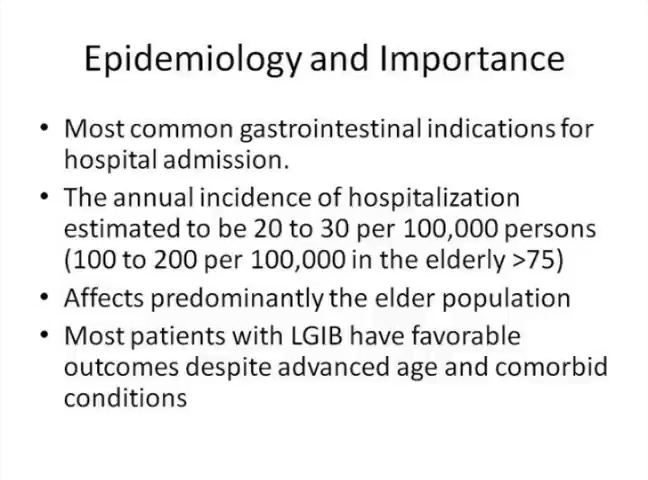 Epidemiology and Importance
• Most common gastrointestinal indications for
hospital admission.
• The annual incidence of hospitalization
estimated to be 20 to 30 per 100,000 persons
(100 to 200 per 100,000 in the elderly >75)
• Affects predominantly the elder population
• Most patients with LGIB have favorable
outcomes despite advanced age and comorbid
conditions